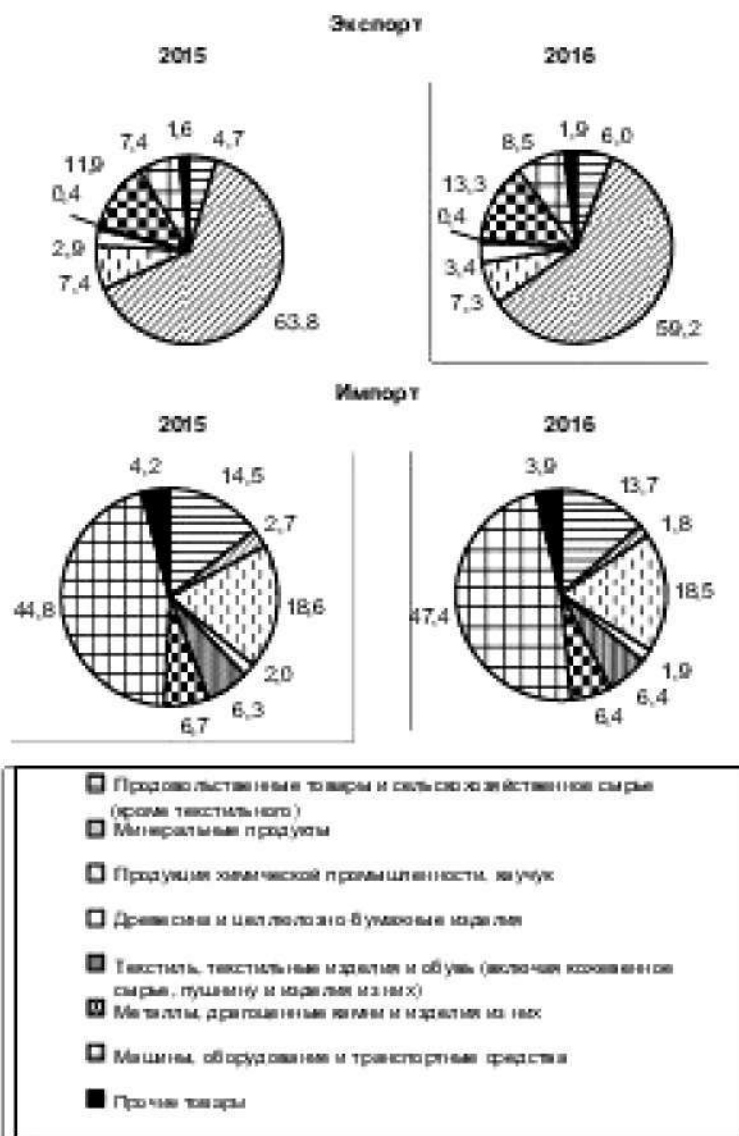 Экспорт
2015 2016
1,6 4,7
7,4
11,9
0,4
2,9
7,4
63,8
1,9 6,0
8,5
13,3
0,4
3,4
7,3
59,2
Импорт
2015 2016
4,2 14,5
2,7
44,8 18,6
2,0
6,3
6,7
3,9 13,7
1,8
47,4 18,5
1,9
6,4
6,4
Продовольственные товары и сельскохозяйственное сырье
(кроме текстильного)
Минеральные продукты
Продукция химической промышленности, каучук
Древесина и целлюлозно-бумажные изделия
Текстиль, текстильные изделия и обувь (включая кожевенное
сырье, пушнину и изделия из них)
Металлы, драгоценные камни и изделия из них
Машины, оборудование и транспортные средства
Прочие товары